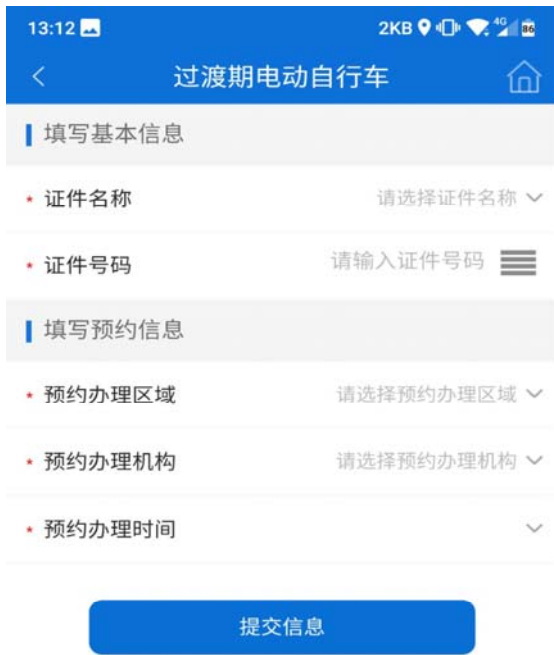 13:12 2KB 4G 86
过渡期电动自行车
填写基本信息
* 证件名称 请选择证件名称
* 证件号码 请输入证件号码
填写预约信息
* 预约办理区域 请选择预约办理区域
* 预约办理机构 请选择预约办理机构
* 预约办理时间
提交信息